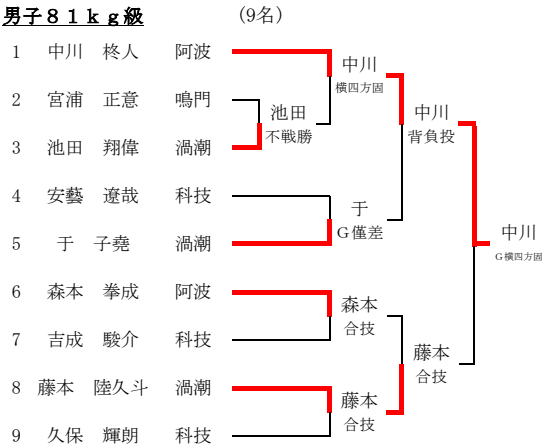 男子８１ｋｇ級 (9名)
1 中川 柊人 阿波
2 宮浦 正意 鳴門
3 池田 翔偉 渦潮
4 安藝 遼哉 科技
5 于 子堯 渦潮
6 森本 拳成 阿波
7 吉成 駿介 科技
8 藤本 陸久斗 渦潮
9 久保 輝朗 科技
池田
不戦勝
中川
横四方固
于
Ｇ僅差
森本
合技
藤本
合技
中川
背負投
藤本
合技
中川
Ｇ横四方固